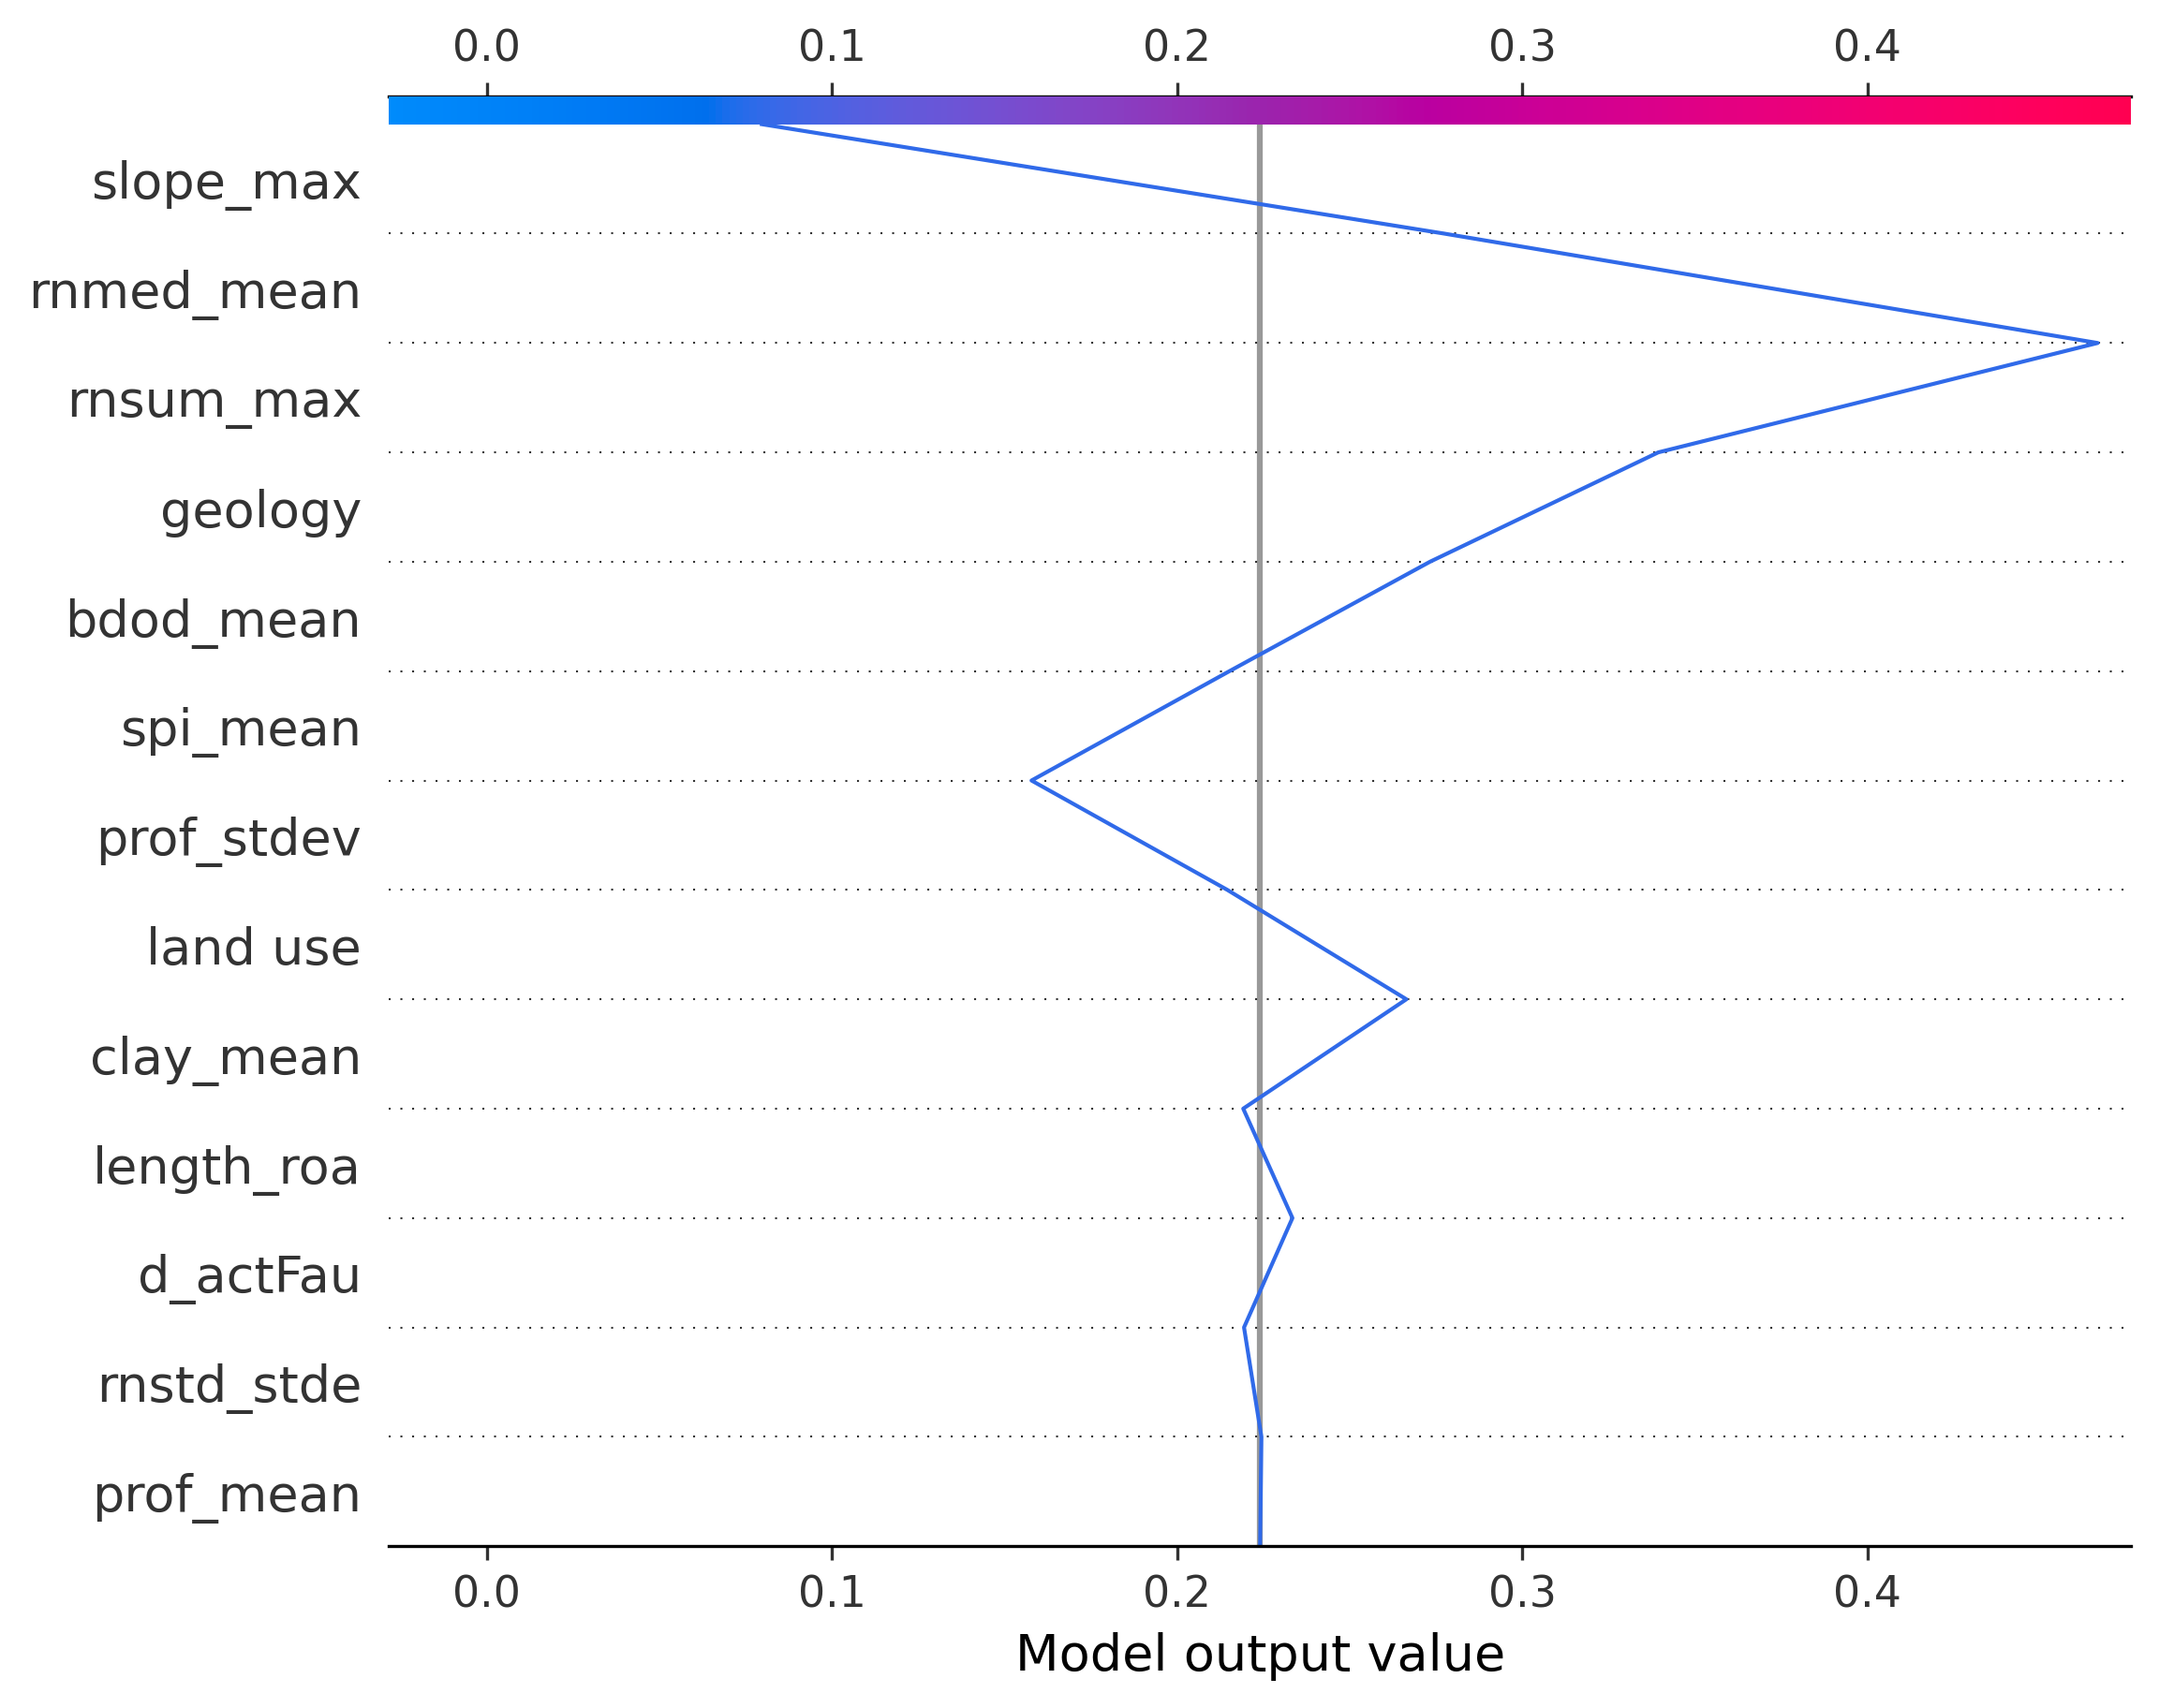 0.0 0.1 0.2 0.3 0.4
slope_max
rnmed_mean
rnsum_max
geology
bdod_mean
spi_mean
prof_stdev
land use
clay_mean
length_roa
d_actFau
rnstd_stde
prof_mean
0.0 0.1 0.2 0.3 0.4
Model output value